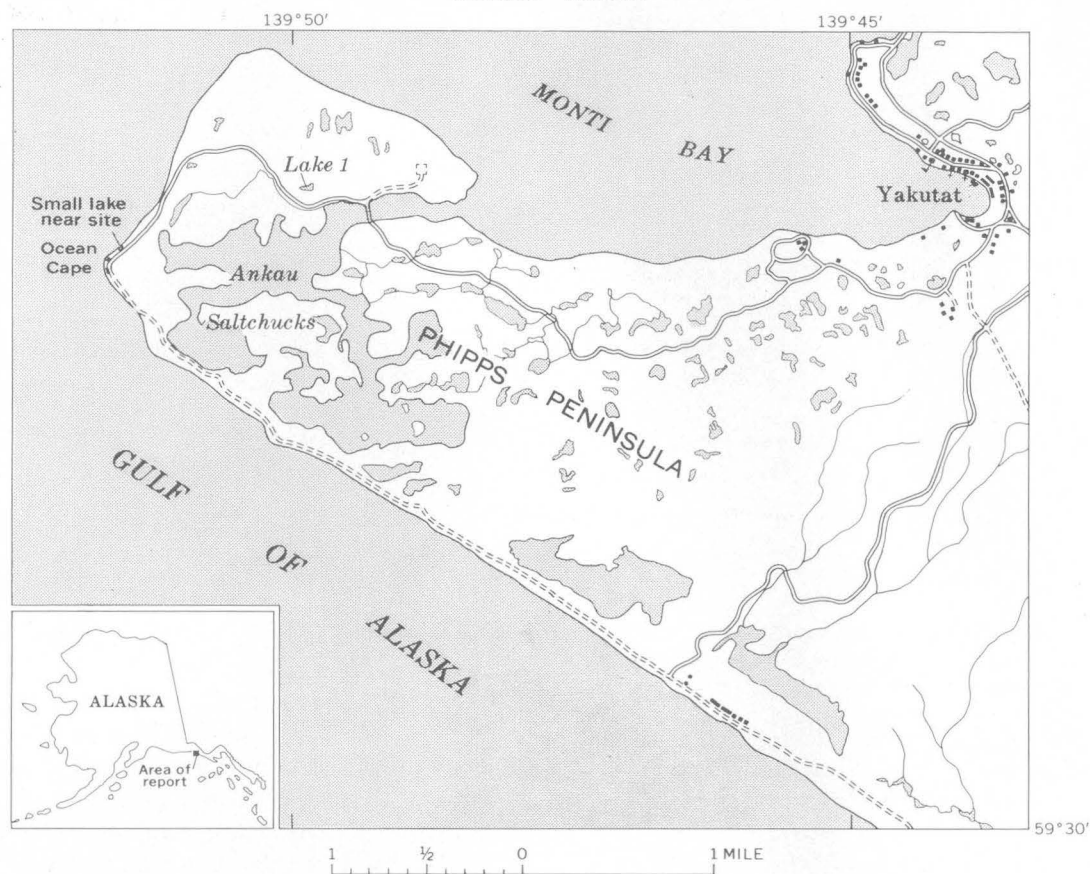 139°50'
139°45'
MONTI
BAY
Lake 1
Yakutat
Small lake
near site
Ocean
Cape
Ankau
Saltchucks
PHIPPS
PENINSULA
GULF
OF
ALASKA
ALASKA
Area of
report
59°30'
1 ½ 0 1 MILE